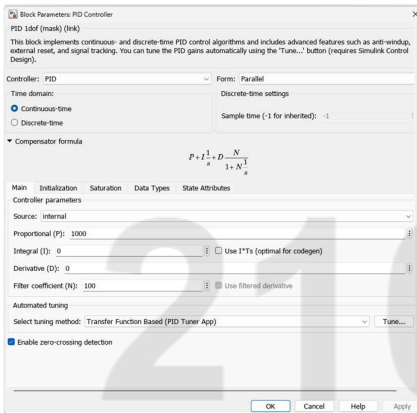 Block Parameters: PID Controller
PID 1dof (mask) (link)
This block implements continuous- and discrete-time PID control algorithms and includes advanced features such as anti-windup,
external reset, and signal tracking. You can tune the PID gains automatically using the 'Tune...' button (requires Simulink Control
Design).
Controller: PID Form: Parallel
Time domain: Discrete-time settings
Continuous-time
Discrete-time
Sample time (-1 for inherited): -1
Compensator formula
P + I 1/s + D N/(1 + N 1/s)
Main Initialization Saturation Data Types State Attributes
Controller parameters
Source: internal
Proportional (P): 1000
Integral (I): 0 Use I*Ts (optimal for codegen)
Derivative (D): 0
Filter coefficient (N): 100 Use filtered derivative
Automated tuning
Select tuning method: Transfer Function Based (PID Tuner App) Tune...
Enable zero-crossing detection
OK Cancel Help Apply